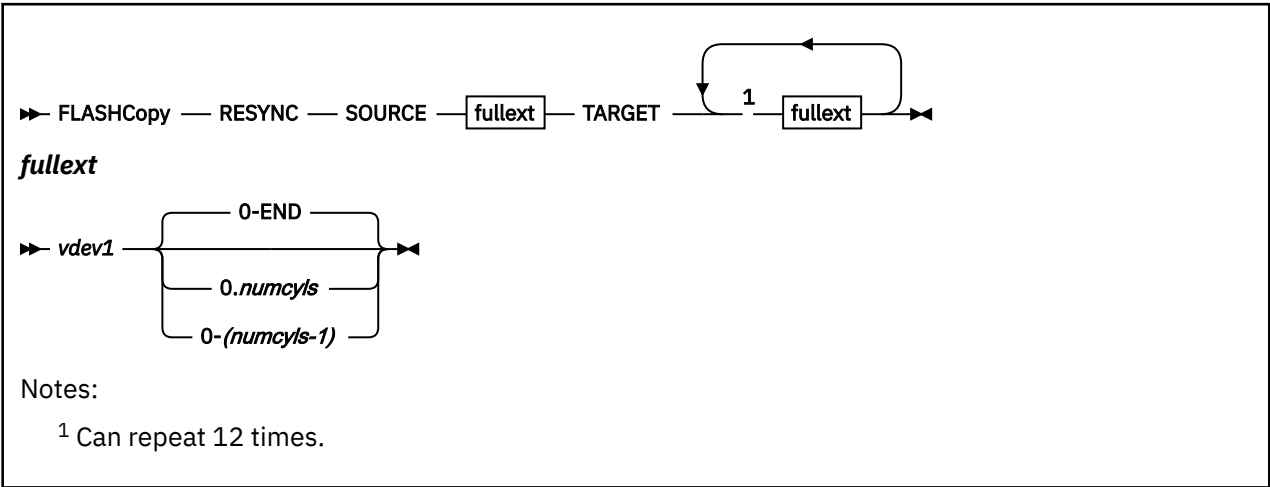 1
FLASHCopy RESYNC SOURCE fullext TARGET fullext
fullext
0-END
vdev1
0.numcyls
0-(numcyls-1)
Notes:
1 Can repeat 12 times.